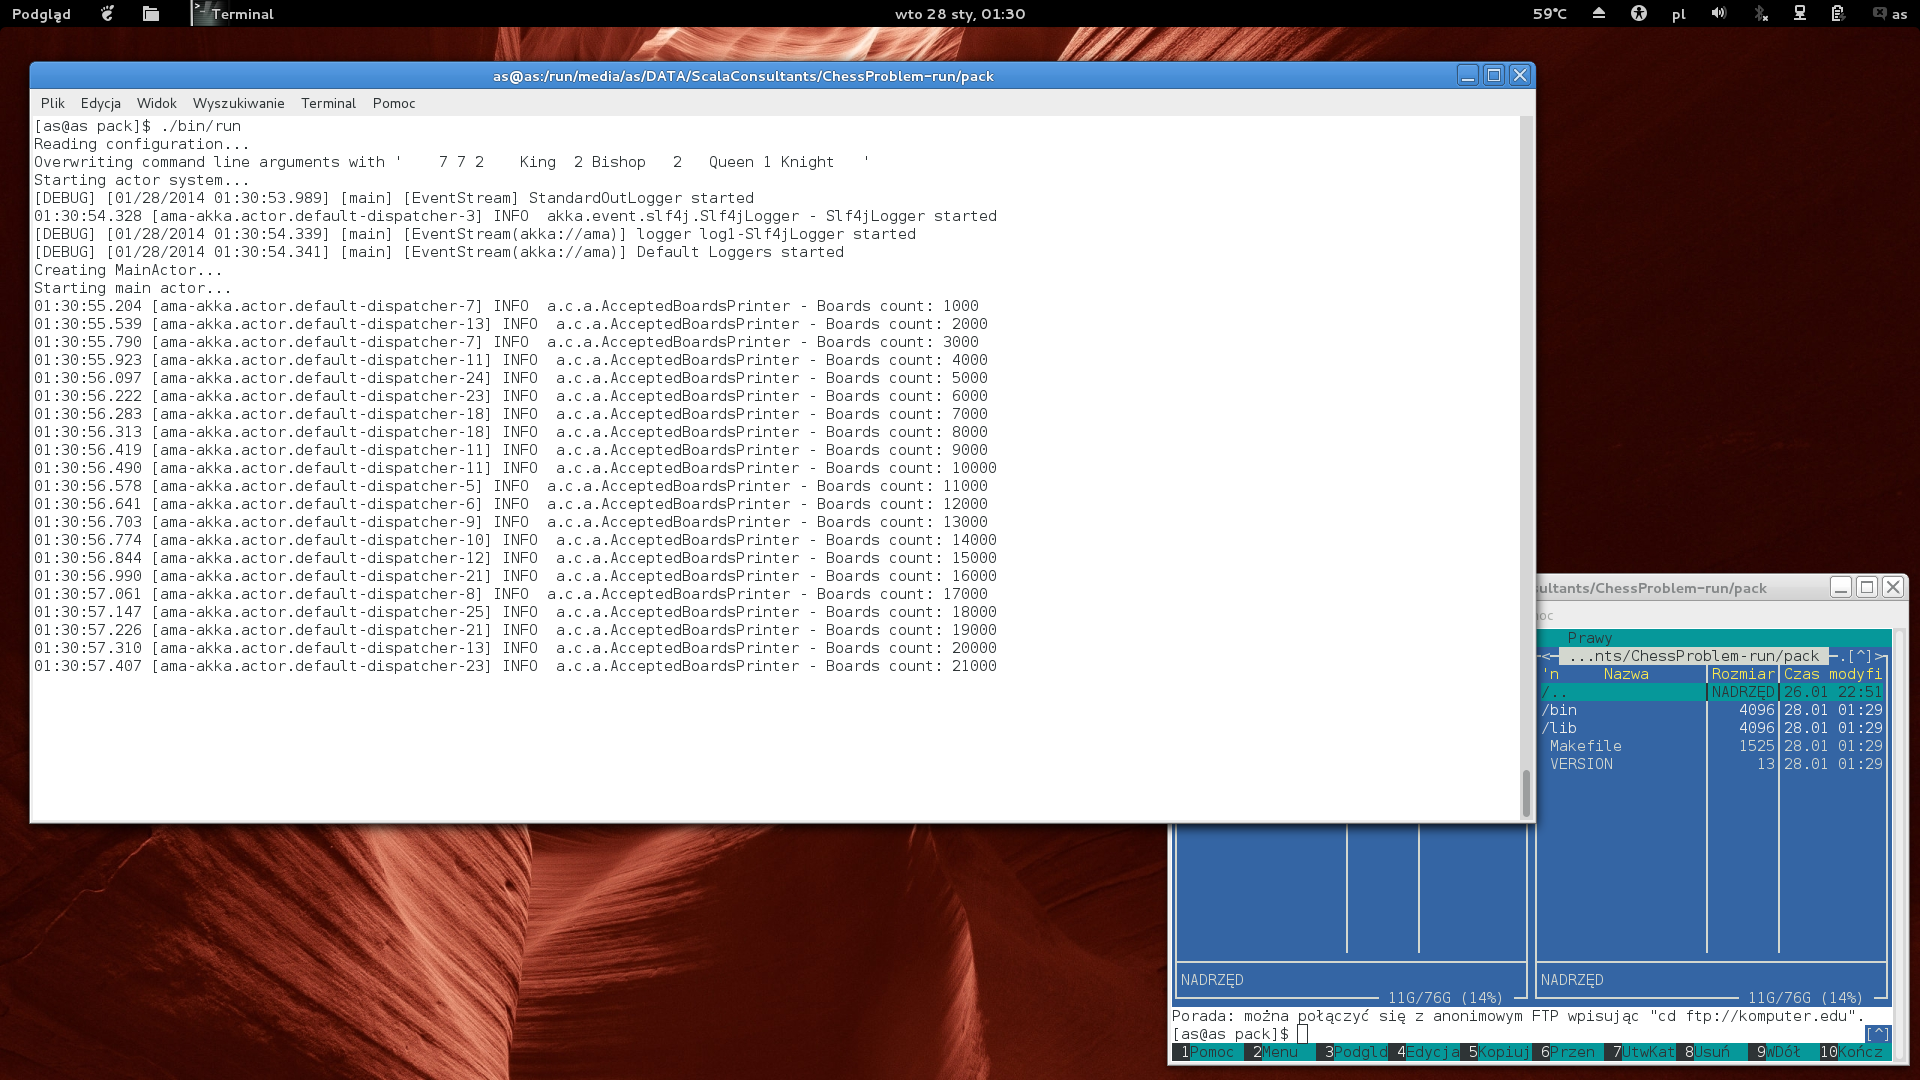 Podgląd Terminal wto 28 sty, 01:30 59°C pl as
as@as:/run/media/as/DATA/ScalaConsultants/ChessProblem-run/pack
Plik Edycja Widok Wyszukiwanie Terminal Pomoc
[as@as pack]$ ./bin/run
Reading configuration...
Overwriting command line arguments with '    7 7 2    King  2 Bishop   2   Queen 1 Knight   '
Starting actor system...
[DEBUG] [01/28/2014 01:30:53.989] [main] [EventStream] StandardOutLogger started
01:30:54.328 [ama-akka.actor.default-dispatcher-3] INFO  akka.event.slf4j.Slf4jLogger - Slf4jLogger started
[DEBUG] [01/28/2014 01:30:54.339] [main] [EventStream(akka://ama)] logger log1-Slf4jLogger started
[DEBUG] [01/28/2014 01:30:54.341] [main] [EventStream(akka://ama)] Default Loggers started
Creating MainActor...
Starting main actor...
01:30:55.204 [ama-akka.actor.default-dispatcher-7] INFO  a.c.a.AcceptedBoardsPrinter - Boards count: 1000
01:30:55.539 [ama-akka.actor.default-dispatcher-13] INFO  a.c.a.AcceptedBoardsPrinter - Boards count: 2000
01:30:55.790 [ama-akka.actor.default-dispatcher-7] INFO  a.c.a.AcceptedBoardsPrinter - Boards count: 3000
01:30:55.923 [ama-akka.actor.default-dispatcher-11] INFO  a.c.a.AcceptedBoardsPrinter - Boards count: 4000
01:30:56.097 [ama-akka.actor.default-dispatcher-24] INFO  a.c.a.AcceptedBoardsPrinter - Boards count: 5000
01:30:56.222 [ama-akka.actor.default-dispatcher-23] INFO  a.c.a.AcceptedBoardsPrinter - Boards count: 6000
01:30:56.283 [ama-akka.actor.default-dispatcher-18] INFO  a.c.a.AcceptedBoardsPrinter - Boards count: 7000
01:30:56.313 [ama-akka.actor.default-dispatcher-18] INFO  a.c.a.AcceptedBoardsPrinter - Boards count: 8000
01:30:56.419 [ama-akka.actor.default-dispatcher-11] INFO  a.c.a.AcceptedBoardsPrinter - Boards count: 9000
01:30:56.490 [ama-akka.actor.default-dispatcher-11] INFO  a.c.a.AcceptedBoardsPrinter - Boards count: 10000
01:30:56.578 [ama-akka.actor.default-dispatcher-5] INFO  a.c.a.AcceptedBoardsPrinter - Boards count: 11000
01:30:56.641 [ama-akka.actor.default-dispatcher-6] INFO  a.c.a.AcceptedBoardsPrinter - Boards count: 12000
01:30:56.703 [ama-akka.actor.default-dispatcher-9] INFO  a.c.a.AcceptedBoardsPrinter - Boards count: 13000
01:30:56.774 [ama-akka.actor.default-dispatcher-10] INFO  a.c.a.AcceptedBoardsPrinter - Boards count: 14000
01:30:56.844 [ama-akka.actor.default-dispatcher-12] INFO  a.c.a.AcceptedBoardsPrinter - Boards count: 15000
01:30:56.990 [ama-akka.actor.default-dispatcher-21] INFO  a.c.a.AcceptedBoardsPrinter - Boards count: 16000
01:30:57.061 [ama-akka.actor.default-dispatcher-8] INFO  a.c.a.AcceptedBoardsPrinter - Boards count: 17000
01:30:57.147 [ama-akka.actor.default-dispatcher-25] INFO  a.c.a.AcceptedBoardsPrinter - Boards count: 18000
01:30:57.226 [ama-akka.actor.default-dispatcher-21] INFO  a.c.a.AcceptedBoardsPrinter - Boards count: 19000
01:30:57.310 [ama-akka.actor.default-dispatcher-13] INFO  a.c.a.AcceptedBoardsPrinter - Boards count: 20000
01:30:57.407 [ama-akka.actor.default-dispatcher-23] INFO  a.c.a.AcceptedBoardsPrinter - Boards count: 21000
sultants/ChessProblem-run/pack
moc
Prawy
<- ...nts/ChessProblem-run/pack -.[^]>
'n Nazwa Rozmiar Czas modyfi
/.. NADRZĘD 26.01 22:51
/bin 4096 28.01 01:29
/lib 4096 28.01 01:29
Makefile 1525 28.01 01:29
VERSION 13 28.01 01:29
NADRZĘD NADRZĘD
11G/76G (14%) 11G/76G (14%)
Porada: można połączyć się z anonimowym FTP wpisując "cd ftp://komputer.edu".
[as@as pack]$ [^]
1Pomoc 2Menu 3Podgld 4Edycja 5Kopiuj 6Przen 7UtwKat 8Usuń 9WDół 10Kończ